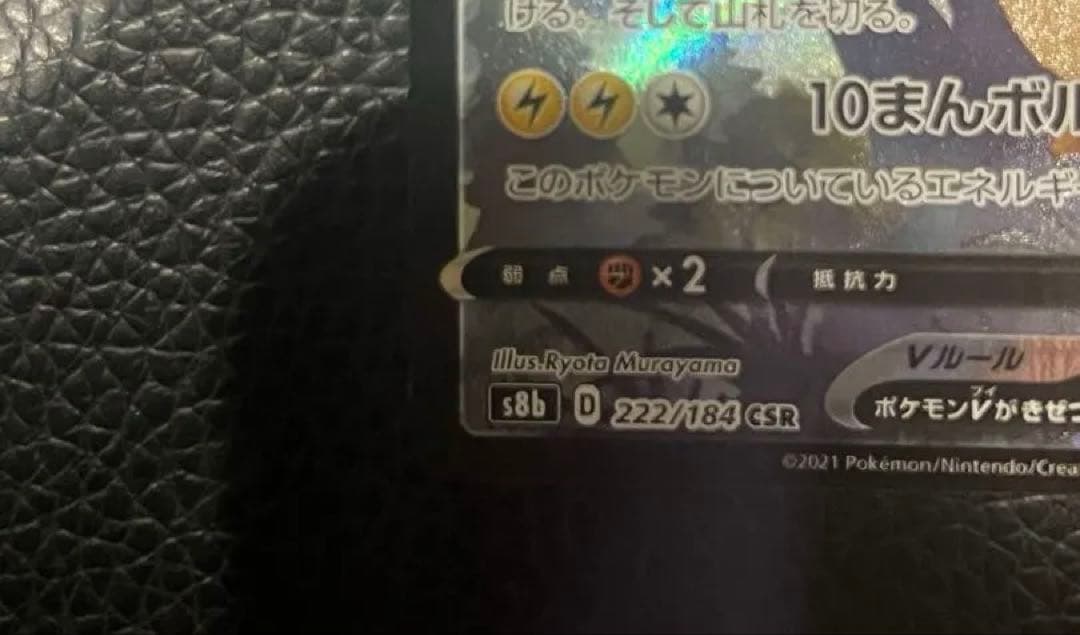 ける。そして山札を切る。
10まんボル
このポケモンについているエネルギー
弱点 ×2 抵抗力
Illus.Ryota Murayama
Vルール
s8b D 222/184 CSR
ポケモンVブイがきぜつ
©2021 Pokémon/Nintendo/Crea